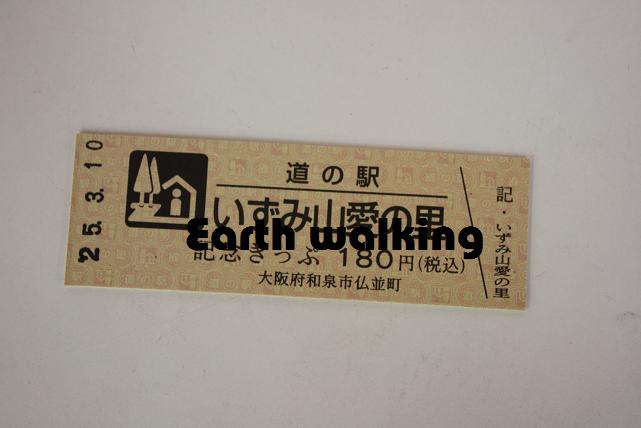 25.3.10
道の駅
いずみ山愛の里
Earth walking
記念きっぷ 180円(税込)
大阪府和泉市仏並町
記・いずみ山愛の里